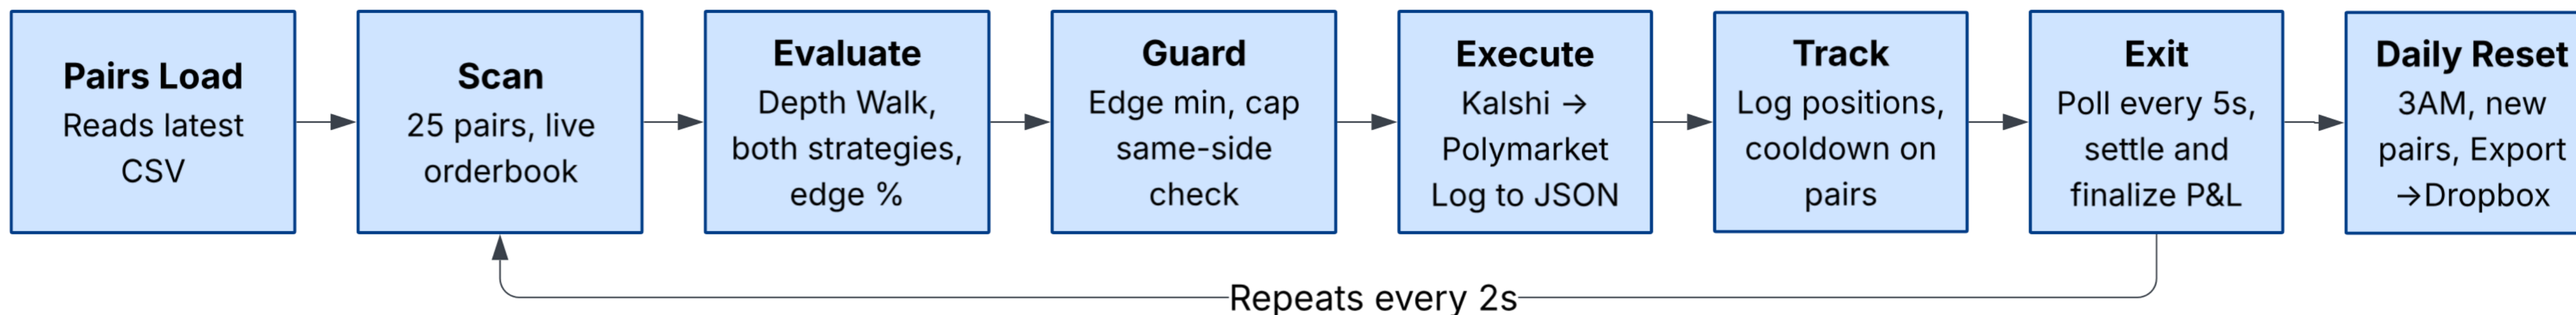 Pairs Load
Reads latest
CSV
Scan
25 pairs, live
orderbook
Evaluate
Depth Walk,
both strategies,
edge %
Guard
Edge min, cap
same-side
check
Execute
Kalshi →
Polymarket
Log to JSON
Track
Log positions,
cooldown on
pairs
Exit
Poll every 5s,
settle and
finalize P&L
Daily Reset
3AM, new
pairs, Export
→Dropbox
Repeats every 2s